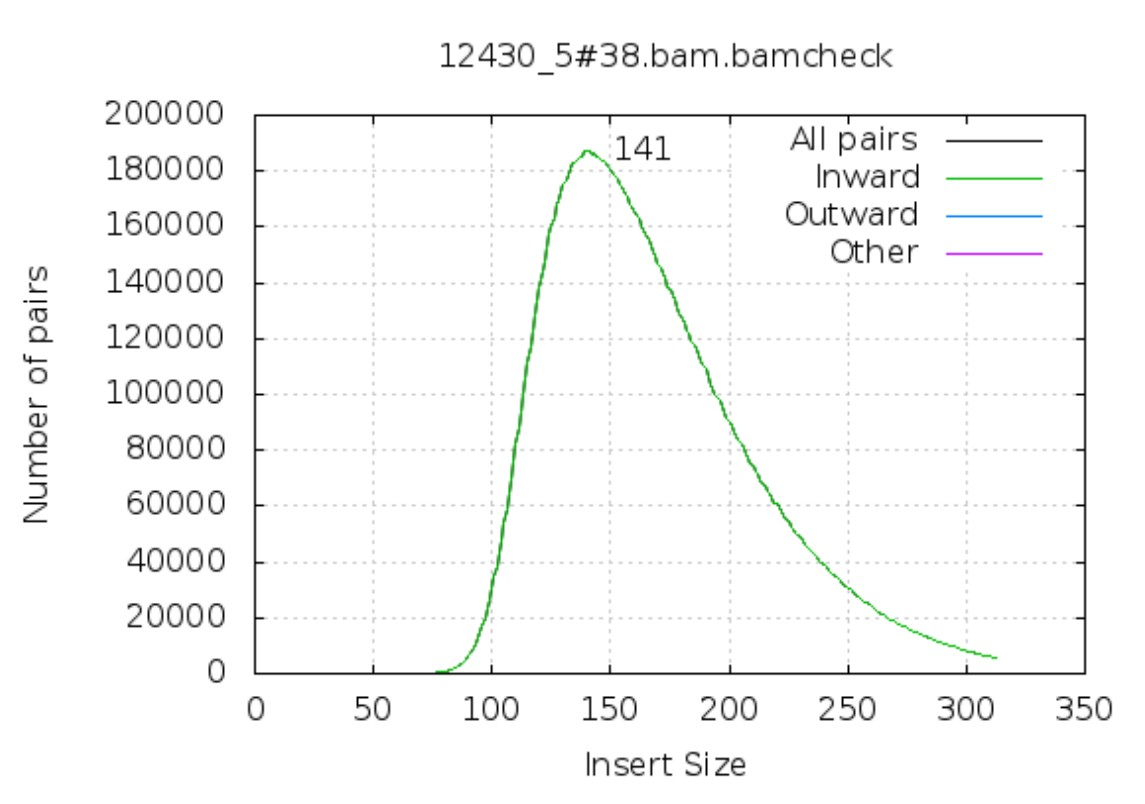 12430_5#38.bam.bamcheck
200000
180000
160000
140000
120000
100000
80000
60000
40000
20000
0
Number of pairs
141
All pairs
Inward
Outward
Other
0 50 100 150 200 250 300 350
Insert Size